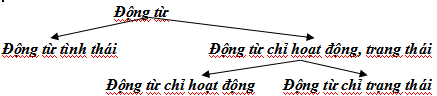 Động từ
Động từ tình thái Động từ chỉ hoạt động, trạng thái
Động từ chỉ hoạt động Động từ chỉ trạng thái